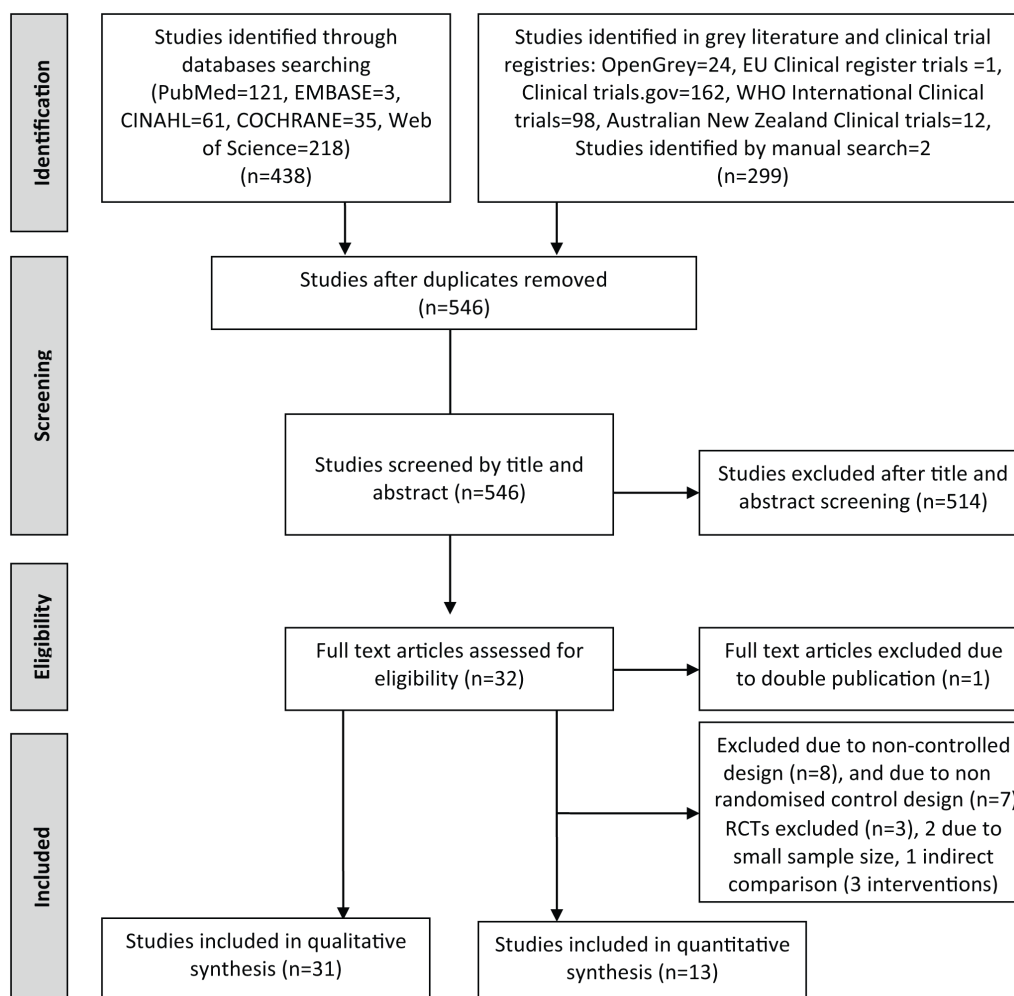 Identification
Studies identified through
databases searching
(PubMed=121, EMBASE=3,
CINAHL=61, COCHRANE=35, Web
of Science=218)
(n=438)
Studies identified in grey literature and clinical trial
registries: OpenGrey=24, EU Clinical register trials =1,
Clinical trials.gov=162, WHO International Clinical
trials=98, Australian New Zealand Clinical trials=12,
Studies identified by manual search=2
(n=299)
Screening
Studies after duplicates removed
(n=546)
Studies screened by title and
abstract (n=546)
Studies excluded after title and
abstract screening (n=514)
Eligibility
Full text articles assessed for
eligibility (n=32)
Full text articles excluded due
to double publication (n=1)
Included
Excluded due to non-controlled
design (n=8), and due to non
randomised control design (n=7)
RCTs excluded (n=3), 2 due to
small sample size, 1 indirect
comparison (3 interventions)
Studies included in qualitative
synthesis (n=31)
Studies included in quantitative
synthesis (n=13)